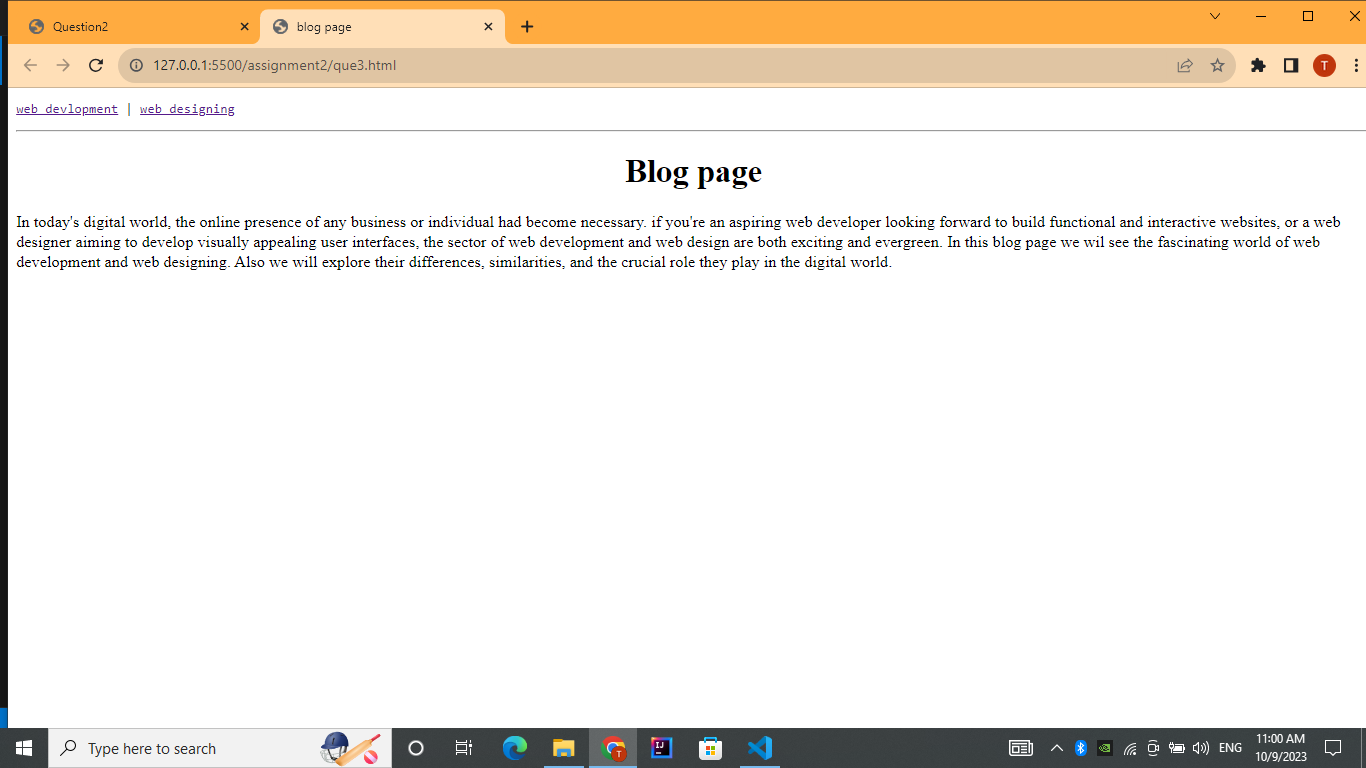 Question2
blog page
127.0.0.1:5500/assignment2/que3.html
T
web devlopment | web designing
Blog page
In today's digital world, the online presence of any business or individual had become necessary. if you're an aspiring web developer looking forward to build functional and interactive websites, or a web
designer aiming to develop visually appealing user interfaces, the sector of web development and web design are both exciting and evergreen. In this blog page we wil see the fascinating world of web
development and web designing. Also we will explore their differences, similarities, and the crucial role they play in the digital world.
Type here to search
T
IJ
ENG
11:00 AM
10/9/2023